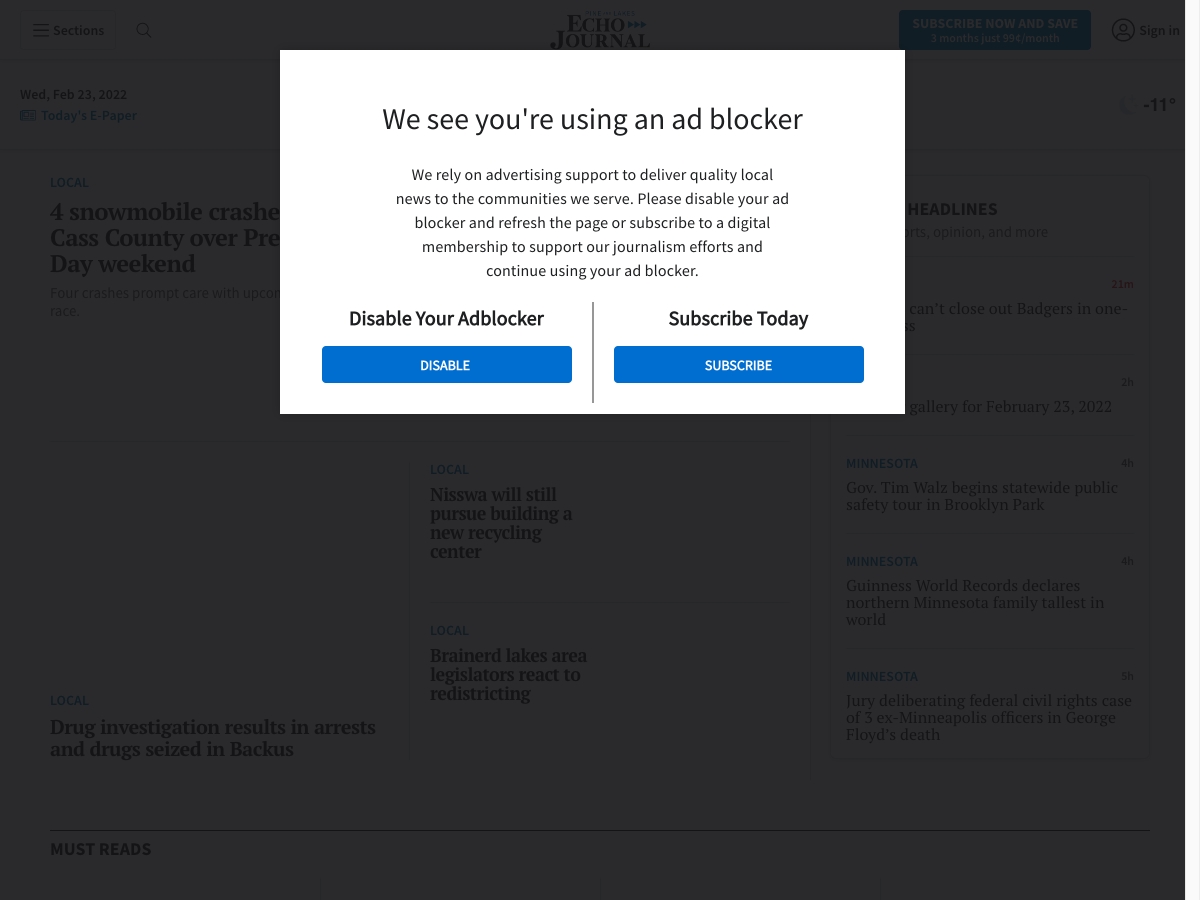 Sections
ECHO
JOURNAL
SUBSCRIBE NOW AND SAVE
3 months just 99¢/month
Sign in
Wed, Feb 23, 2022
Today's E-Paper
-11°
We see you're using an ad blocker
We rely on advertising support to deliver quality local
news to the communities we serve. Please disable your ad
blocker and refresh the page or subscribe to a digital
membership to support our journalism efforts and
continue using your ad blocker.
Disable Your Adblocker
DISABLE
Subscribe Today
SUBSCRIBE
LOCAL
4 snowmobile crashe
Cass County over Pre
Day weekend
Four crashes prompt care with upcon
race.
LOCAL
Drug investigation results in arrests
and drugs seized in Backus
LOCAL
Nisswa will still
pursue building a
new recycling
center
LOCAL
Brainerd lakes area
legislators react to
redistricting
HEADLINES
rts, opinion, and more
21m
can’t close out Badgers in one-
ss
2h
gallery for February 23, 2022
MINNESOTA
4h
Gov. Tim Walz begins statewide public
safety tour in Brooklyn Park
MINNESOTA
4h
Guinness World Records declares
northern Minnesota family tallest in
world
MINNESOTA
5h
Jury deliberating federal civil rights case
of 3 ex-Minneapolis officers in George
Floyd’s death
MUST READS